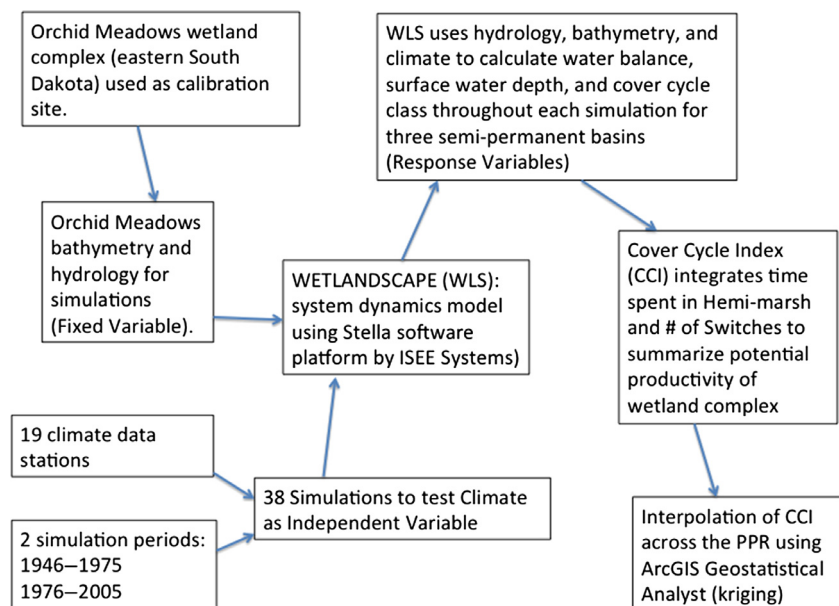 Orchid Meadows wetland
complex (eastern South
Dakota) used as calibration
site.
WLS uses hydrology, bathymetry, and
climate to calculate water balance,
surface water depth, and cover cycle
class throughout each simulation for
three semi-permanent basins
(Response Variables)
Orchid Meadows
bathymetry and
hydrology for
simulations
(Fixed Variable).
WETLANDSCAPE (WLS):
system dynamics model
using Stella software
platform by ISEE Systems)
Cover Cycle Index
(CCI) integrates time
spent in Hemi-marsh
and # of Switches to
summarize potential
productivity of
wetland complex
19 climate data
stations
38 Simulations to test Climate
as Independent Variable
2 simulation periods:
1946–1975
1976–2005
Interpolation of CCI
across the PPR using
ArcGIS Geostatistical
Analyst (kriging)